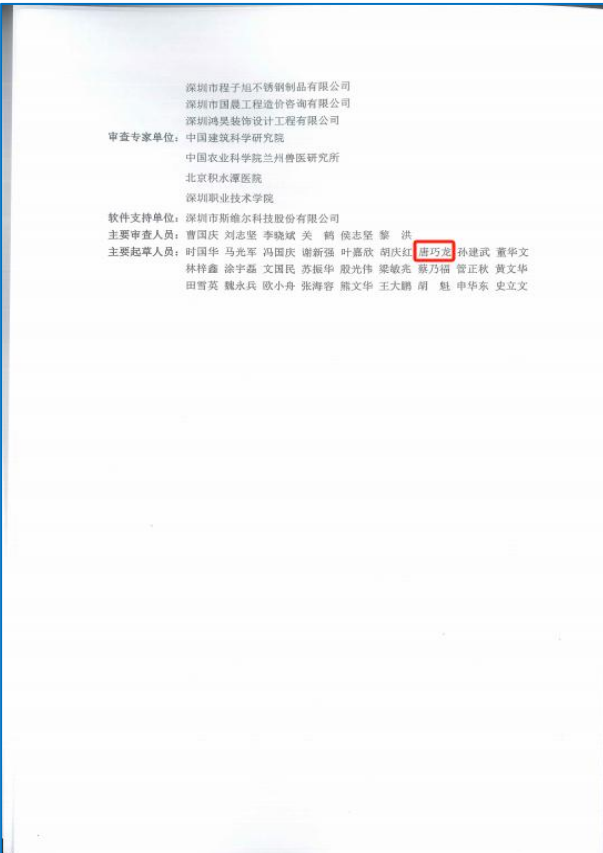 深圳市程子旭不锈钢制品有限公司
深圳市国晨工程造价咨询有限公司
深圳鸿昊装饰设计工程有限公司
审查专家单位：中国建筑科学研究院
中国农业科学院兰州兽医研究所
北京积水潭医院
深圳职业技术学院
软件支持单位：深圳市斯维尔科技股份有限公司
主要审查人员：曹国庆 刘志坚 李晓斌 关　鹤 侯志坚 黎　洪
主要起草人员：时国华 马光军 冯国庆 谢新强 叶嘉欣 胡庆红 唐巧龙 孙建武 董华文
林梓鑫 涂宇磊 文国民 苏振华 殷光伟 梁敏兆 蔡乃福 管正秋 黄文华
田雪英 魏永兵 欧小舟 张海容 熊文华 王大鹏 胡　魁 申华东 史立文